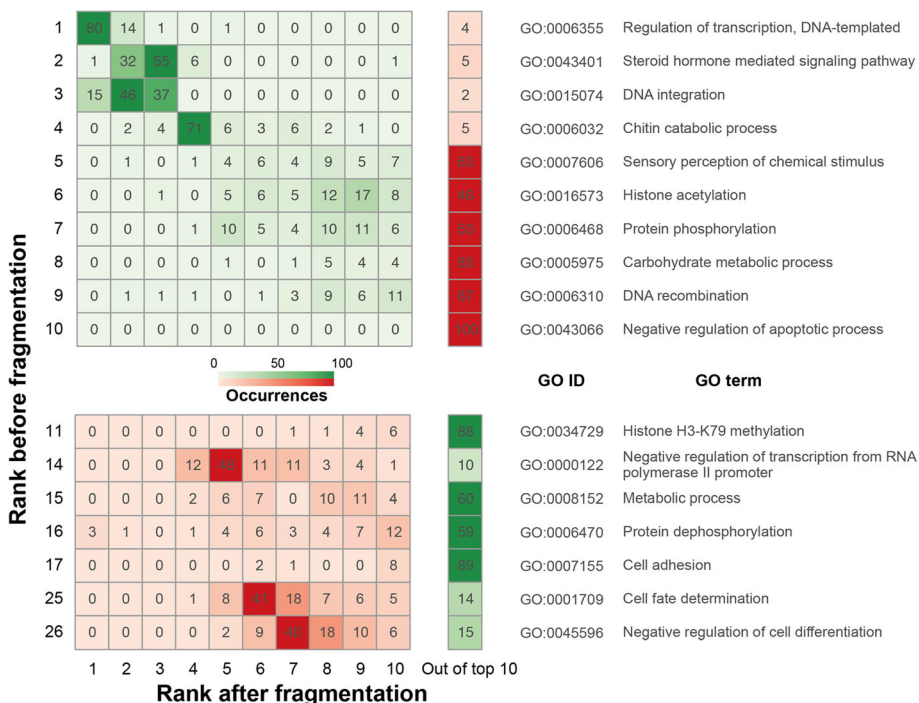 1 80 14 1 0 1 0 0 0 0 0 4 GO:0006355 Regulation of transcription, DNA-templated
2 1 32 55 6 0 0 0 0 0 1 5 GO:0043401 Steroid hormone mediated signaling pathway
3 15 46 37 0 0 0 0 0 0 0 2 GO:0015074 DNA integration
4 0 2 4 71 6 3 6 2 1 0 5 GO:0006032 Chitin catabolic process
5 0 1 0 1 4 6 4 9 5 7 63 GO:0007606 Sensory perception of chemical stimulus
6 0 0 1 0 5 6 5 12 17 8 46 GO:0016573 Histone acetylation
7 0 0 0 1 10 5 4 10 11 6 53 GO:0006468 Protein phosphorylation
8 0 0 0 0 1 0 1 5 4 4 85 GO:0005975 Carbohydrate metabolic process
9 0 1 1 1 0 1 3 9 6 11 67 GO:0006310 DNA recombination
10 0 0 0 0 0 0 0 0 0 0 100 GO:0043066 Negative regulation of apoptotic process
Rank before fragmentation
0 50 100
Occurrences
GO ID GO term
11 0 0 0 0 0 0 1 1 4 6 88 GO:0034729 Histone H3-K79 methylation
14 0 0 0 12 48 11 11 3 4 1 10 GO:0000122 Negative regulation of transcription from RNA
polymerase II promoter
15 0 0 0 2 6 7 0 10 11 4 60 GO:0008152 Metabolic process
16 3 1 0 1 4 6 3 4 7 12 59 GO:0006470 Protein dephosphorylation
17 0 0 0 0 0 2 1 0 0 8 89 GO:0007155 Cell adhesion
25 0 0 0 1 8 41 18 7 6 5 14 GO:0001709 Cell fate determination
26 0 0 0 0 2 9 40 18 10 6 15 GO:0045596 Negative regulation of cell differentiation
1 2 3 4 5 6 7 8 9 10 Out of top 10
Rank after fragmentation